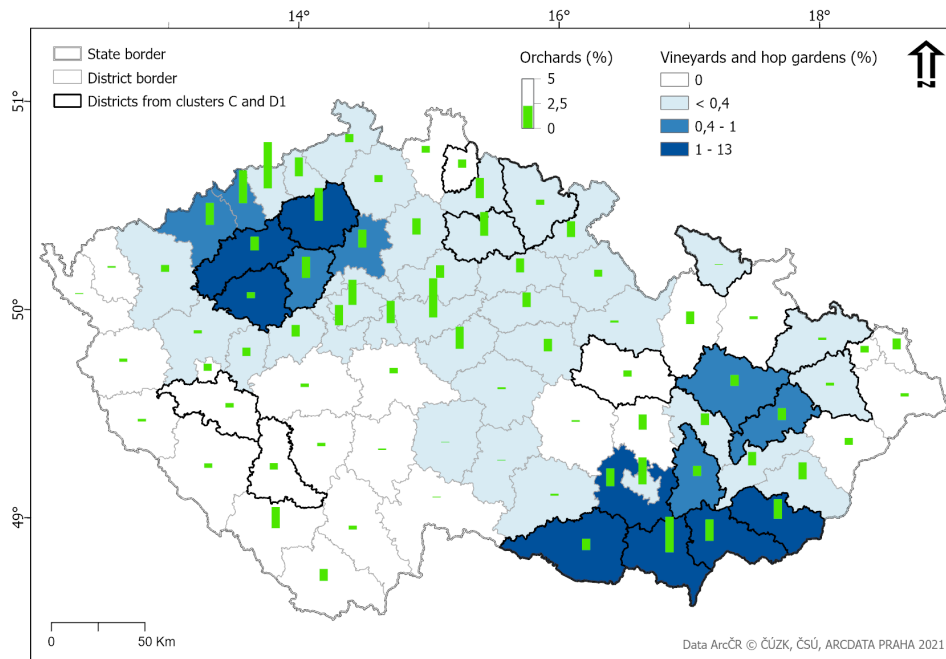 14°
16°
18°
State border
District border
Districts from clusters C and D1
Orchards (%)
5
2,5
0
Vineyards and hop gardens (%)
0
< 0,4
0,4 - 1
1 - 13
N
51°
50°
49°
0
50 Km
Data ArcČR © ČÚZK, ČSÚ, ARCDATA PRAHA 2021